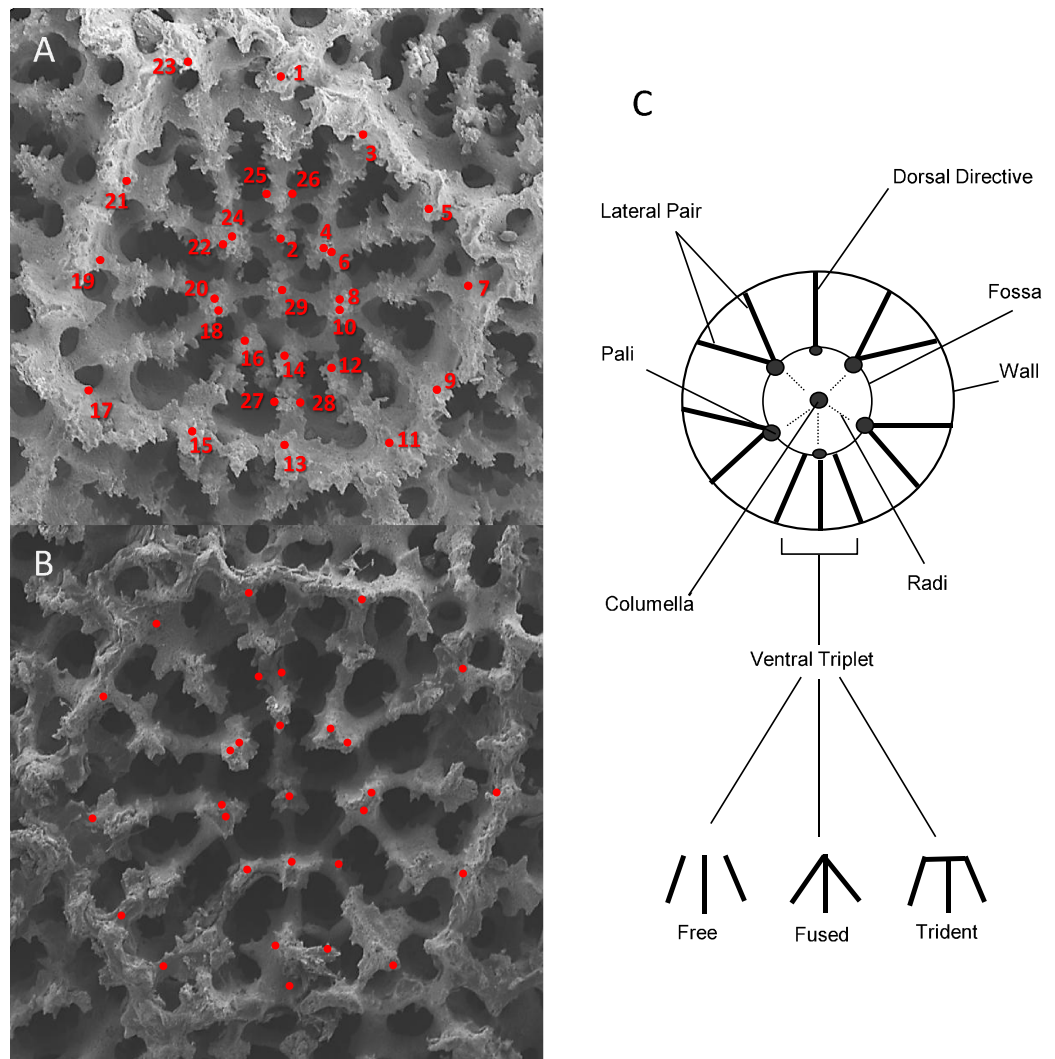 A
23
1
3
25
26
21
5
24
4
22
2
6
19
7
20
8
29
18
10
16
14
12
9
17
27
28
15
11
13
B
C
Dorsal Directive
Lateral Pair
Fossa
Pali
Wall
Radi
Columella
Ventral Triplet
Free
Fused
Trident